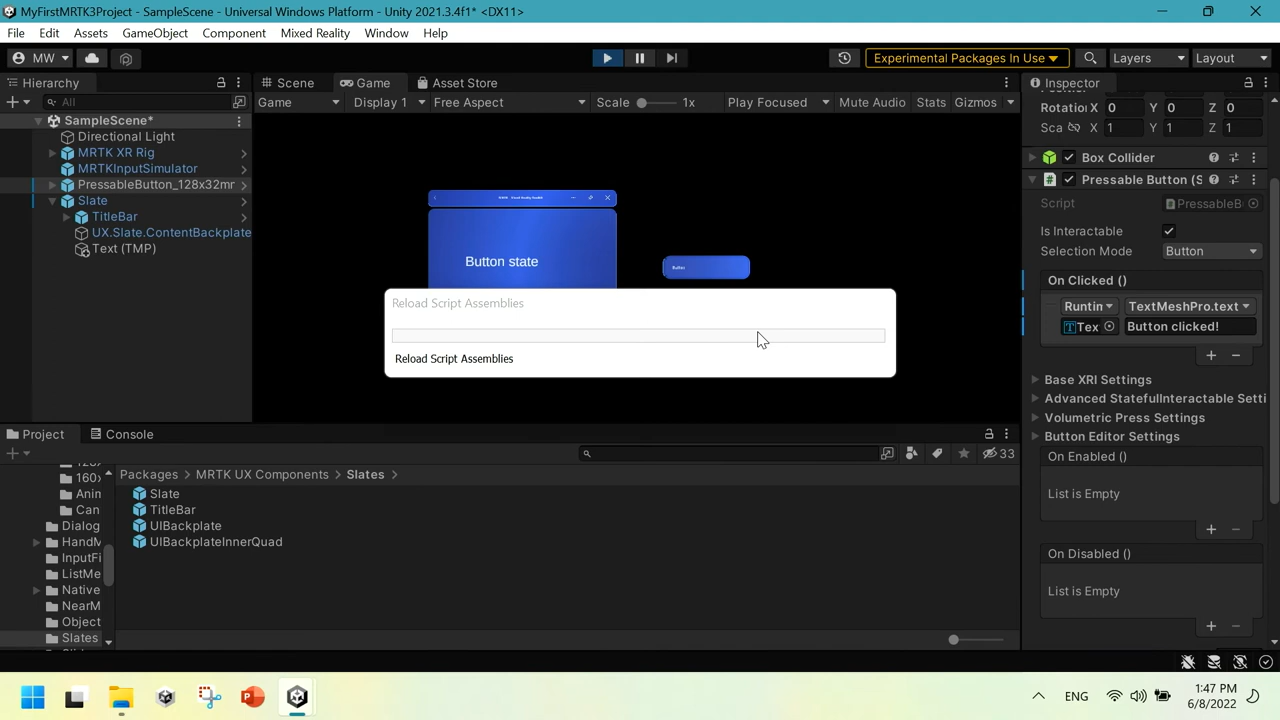 MyFirstMRTK3Project - SampleScene - Universal Windows Platform - Unity 2021.3.4f1* <DX11>
File Edit Assets GameObject Component Mixed Reality Window Help
MW Experimental Packages In Use Layers Layout
Hierarchy
All
SampleScene*
Directional Light
MRTK XR Rig
MRTKInputSimulator
PressableButton_128x32mr
Slate
TitleBar
UX.Slate.ContentBackplate
Text (TMP)
Scene Game Asset Store
Game Display 1 Free Aspect Scale 1x Play Focused Mute Audio Stats Gizmos
Button state
Button
Reload Script Assemblies
Reload Script Assemblies
Inspector
Rotatio X 0 Y 0 Z 0
Sca X 1 Y 1 Z 1
Box Collider
Pressable Button (S
Script PressableB
Is Interactable
Selection Mode Button
On Clicked ()
Runtin TextMeshPro.text
Tex Button clicked!
Base XRI Settings
Advanced StatefulInteractable Setti
Volumetric Press Settings
Button Editor Settings
On Enabled ()
List is Empty
On Disabled ()
List is Empty
Project Console
33
160x
Anin
Can
Dialog
HandM
InputFi
ListMe
Native
NearM
Object
Slates
Packages > MRTK UX Components > Slates >
Slate
TitleBar
UIBackplate
UIBackplateInnerQuad
ENG
1:47 PM
6/8/2022